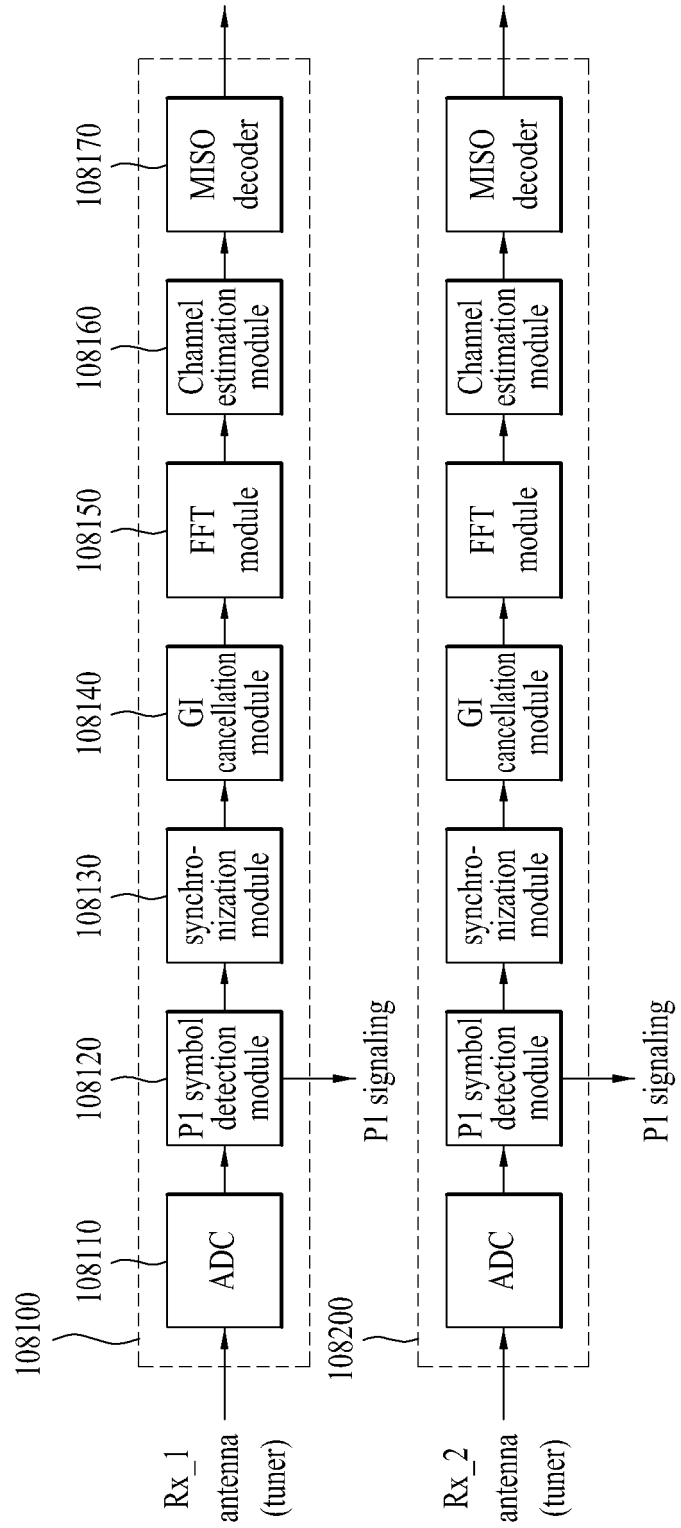 108100
108110
108120
108130
108140
108150
108160
108170
Rx_1
antenna
(tuner)
ADC
P1 symbol
detection
module
synchro-
nization
module
GI
cancellation
module
FFT
module
Channel
estimation
module
MISO
decoder
P1 signaling
108200
Rx_2
antenna
(tuner)
ADC
P1 symbol
detection
module
synchro-
nization
module
GI
cancellation
module
FFT
module
Channel
estimation
module
MISO
decoder
P1 signaling